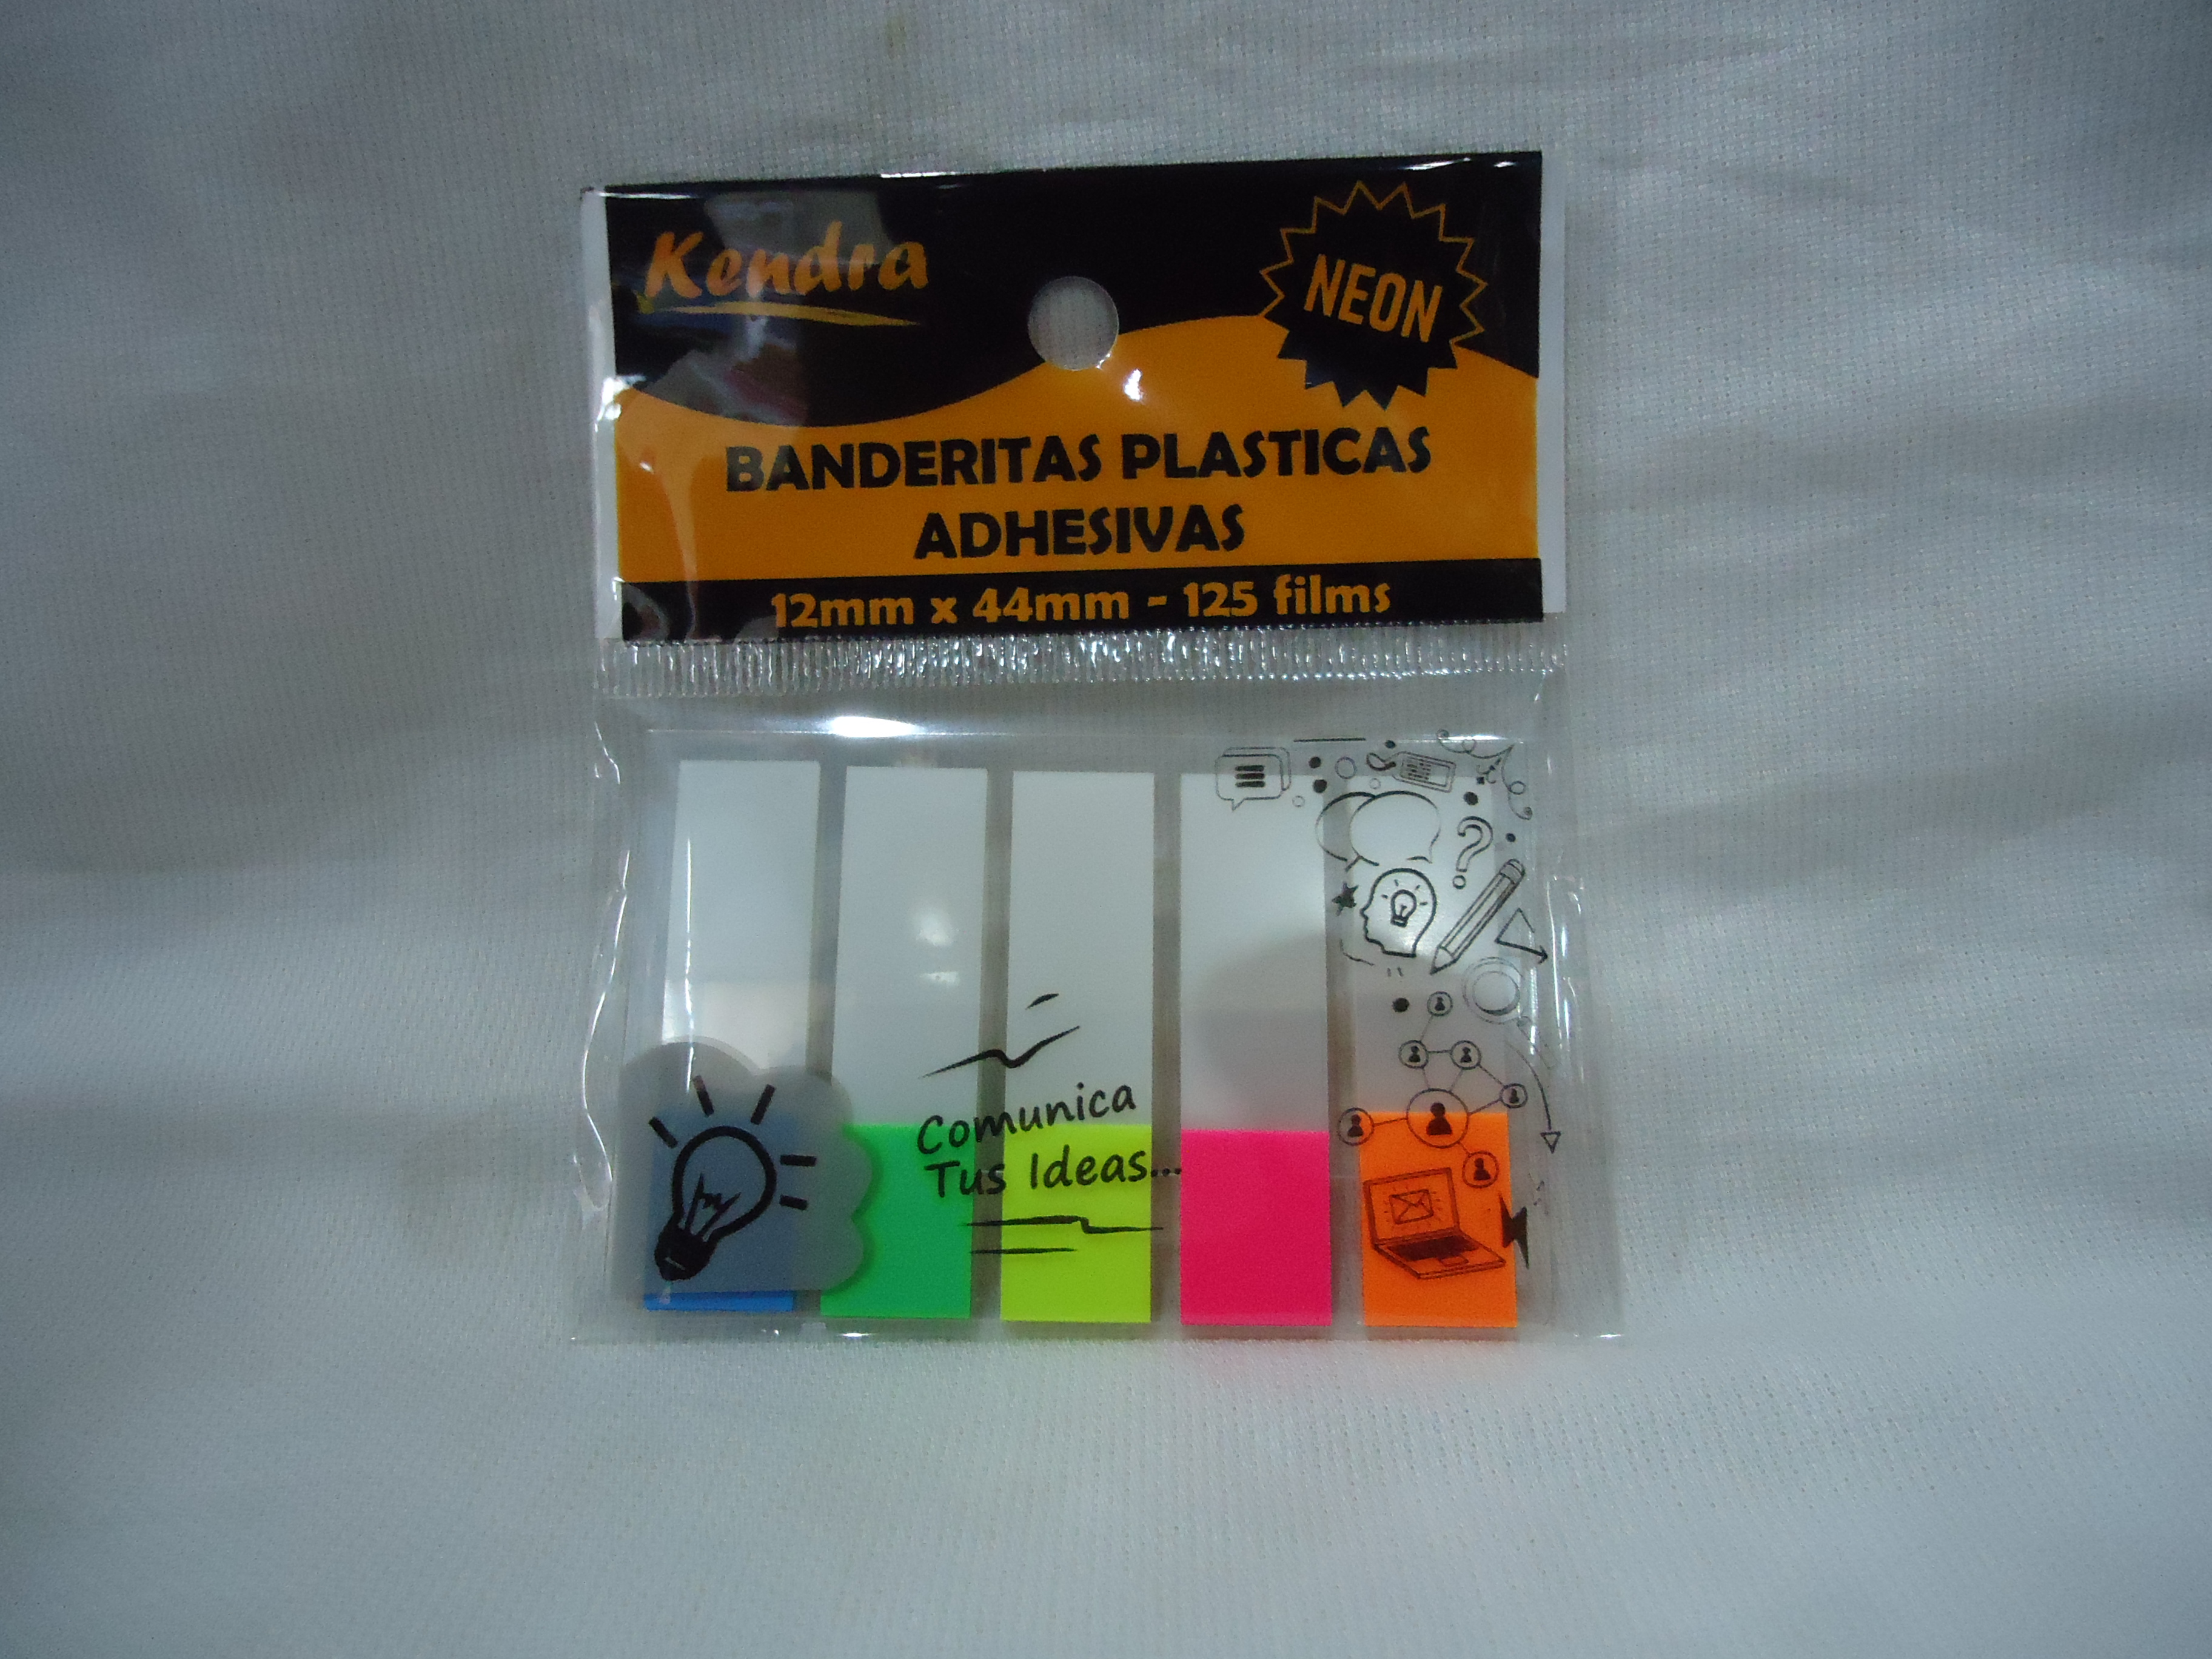 Kendra
NEON
BANDERITAS PLASTICAS
ADHESIVAS
12mm x 44mm - 125 films
Comunica
Tus Ideas...